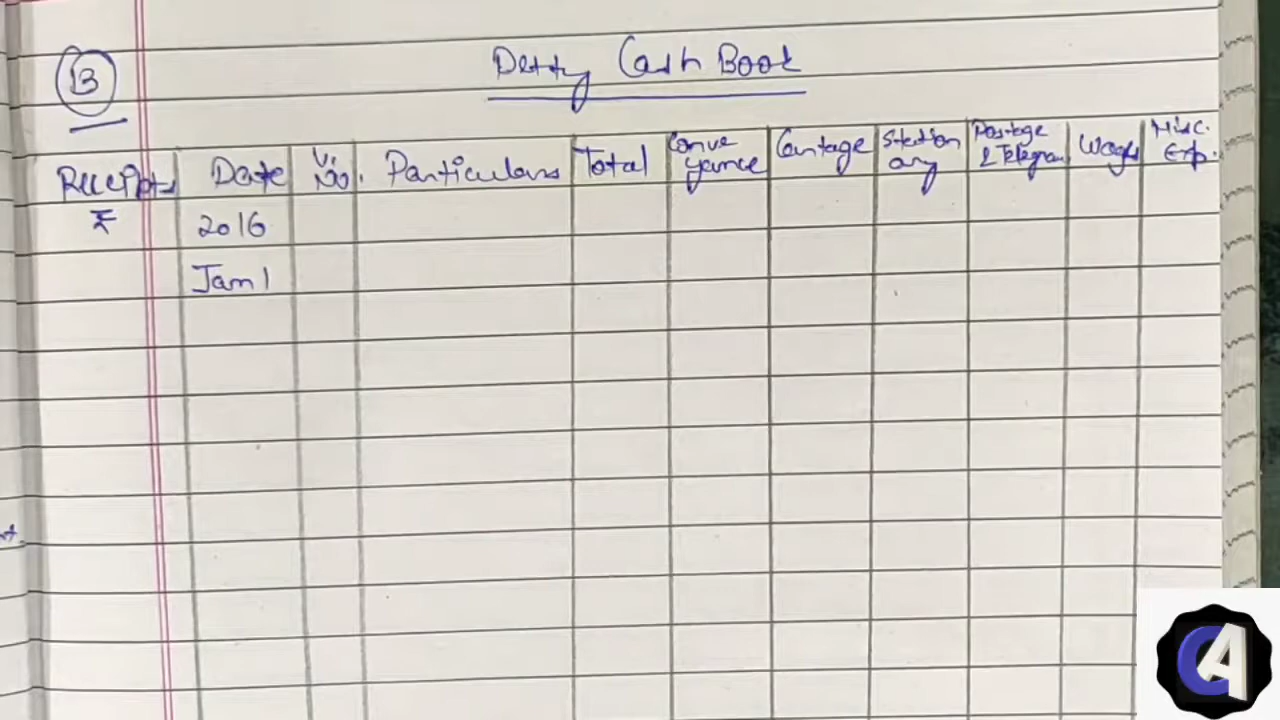 B
Petty Cash Book
Receipts Date V. No. Particulars Total Conveyance Cartage Stationary Postage & Telegram Wages Misc. Exp.
₹ 2016
Jan 1
CA